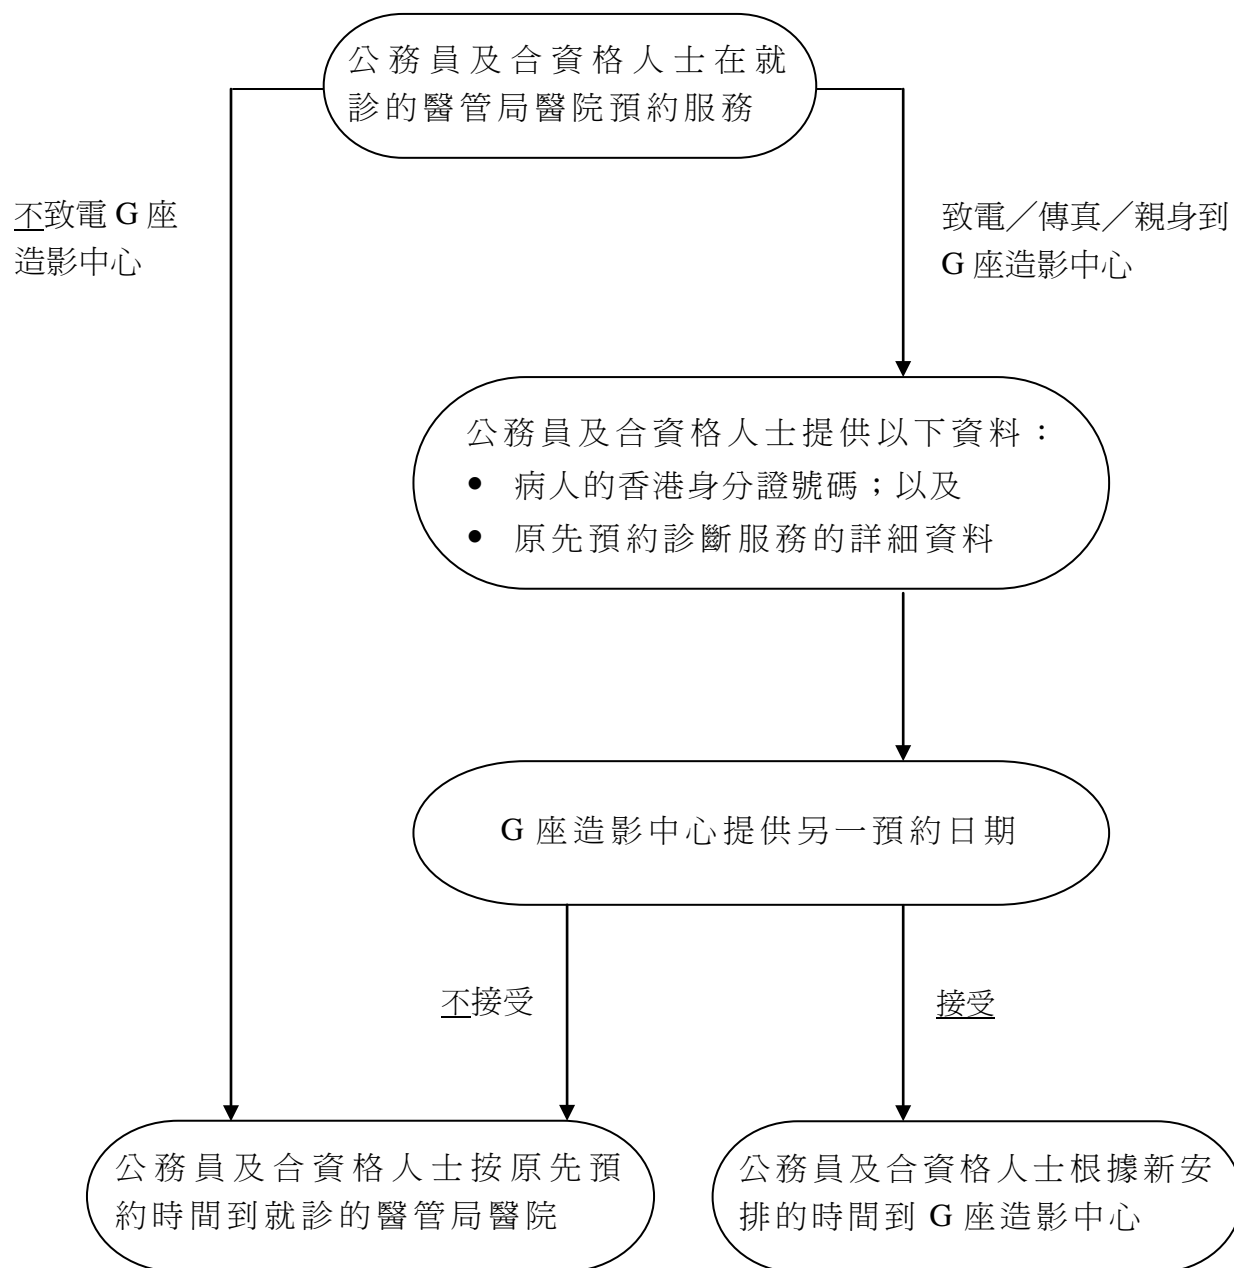 公務員及合資格人士在就
診的醫管局醫院預約服務
不致電 G 座
造影中心
致電／傳真／親身到
G 座造影中心
公務員及合資格人士提供以下資料：
● 病人的香港身分證號碼；以及
● 原先預約診斷服務的詳細資料
G 座造影中心提供另一預約日期
不接受
接受
公務員及合資格人士按原先預
約時間到就診的醫管局醫院
公務員及合資格人士根據新安
排的時間到 G 座造影中心